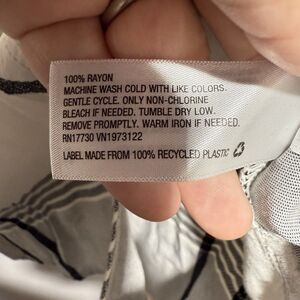 100% RAYON
MACHINE WASH COLD WITH LIKE COLORS.
GENTLE CYCLE. ONLY NON-CHLORINE
BLEACH IF NEEDED. TUMBLE DRY LOW.
REMOVE PROMPTLY. WARM IRON IF NEEDED.
RN17730 VN1973122
LABEL MADE FROM 100% RECYCLED PLASTIC